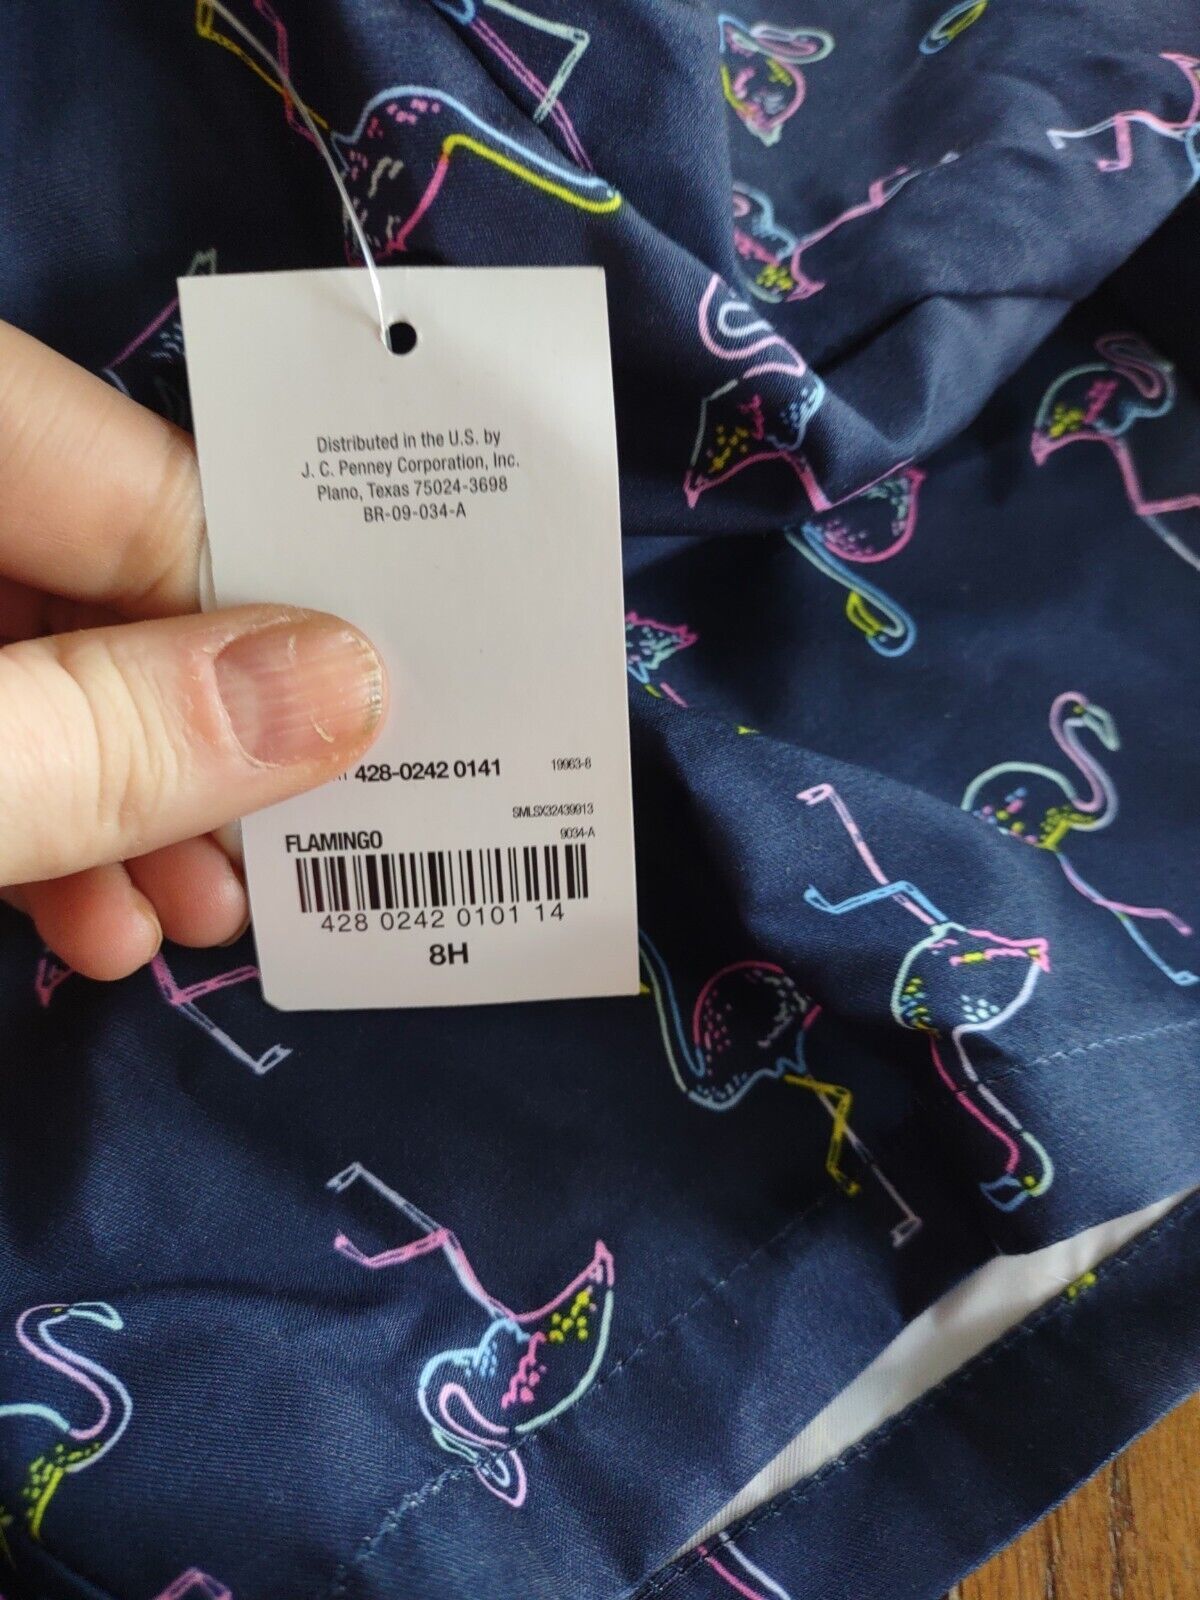 Distributed in the U.S. by
J. C. Penney Corporation, Inc.
Plano, Texas 75024-3698
BR-09-034-A
428-0242 0141
19963-8
SMLSX32439913
9034-A
FLAMINGO
428 0242 0101 14
8H